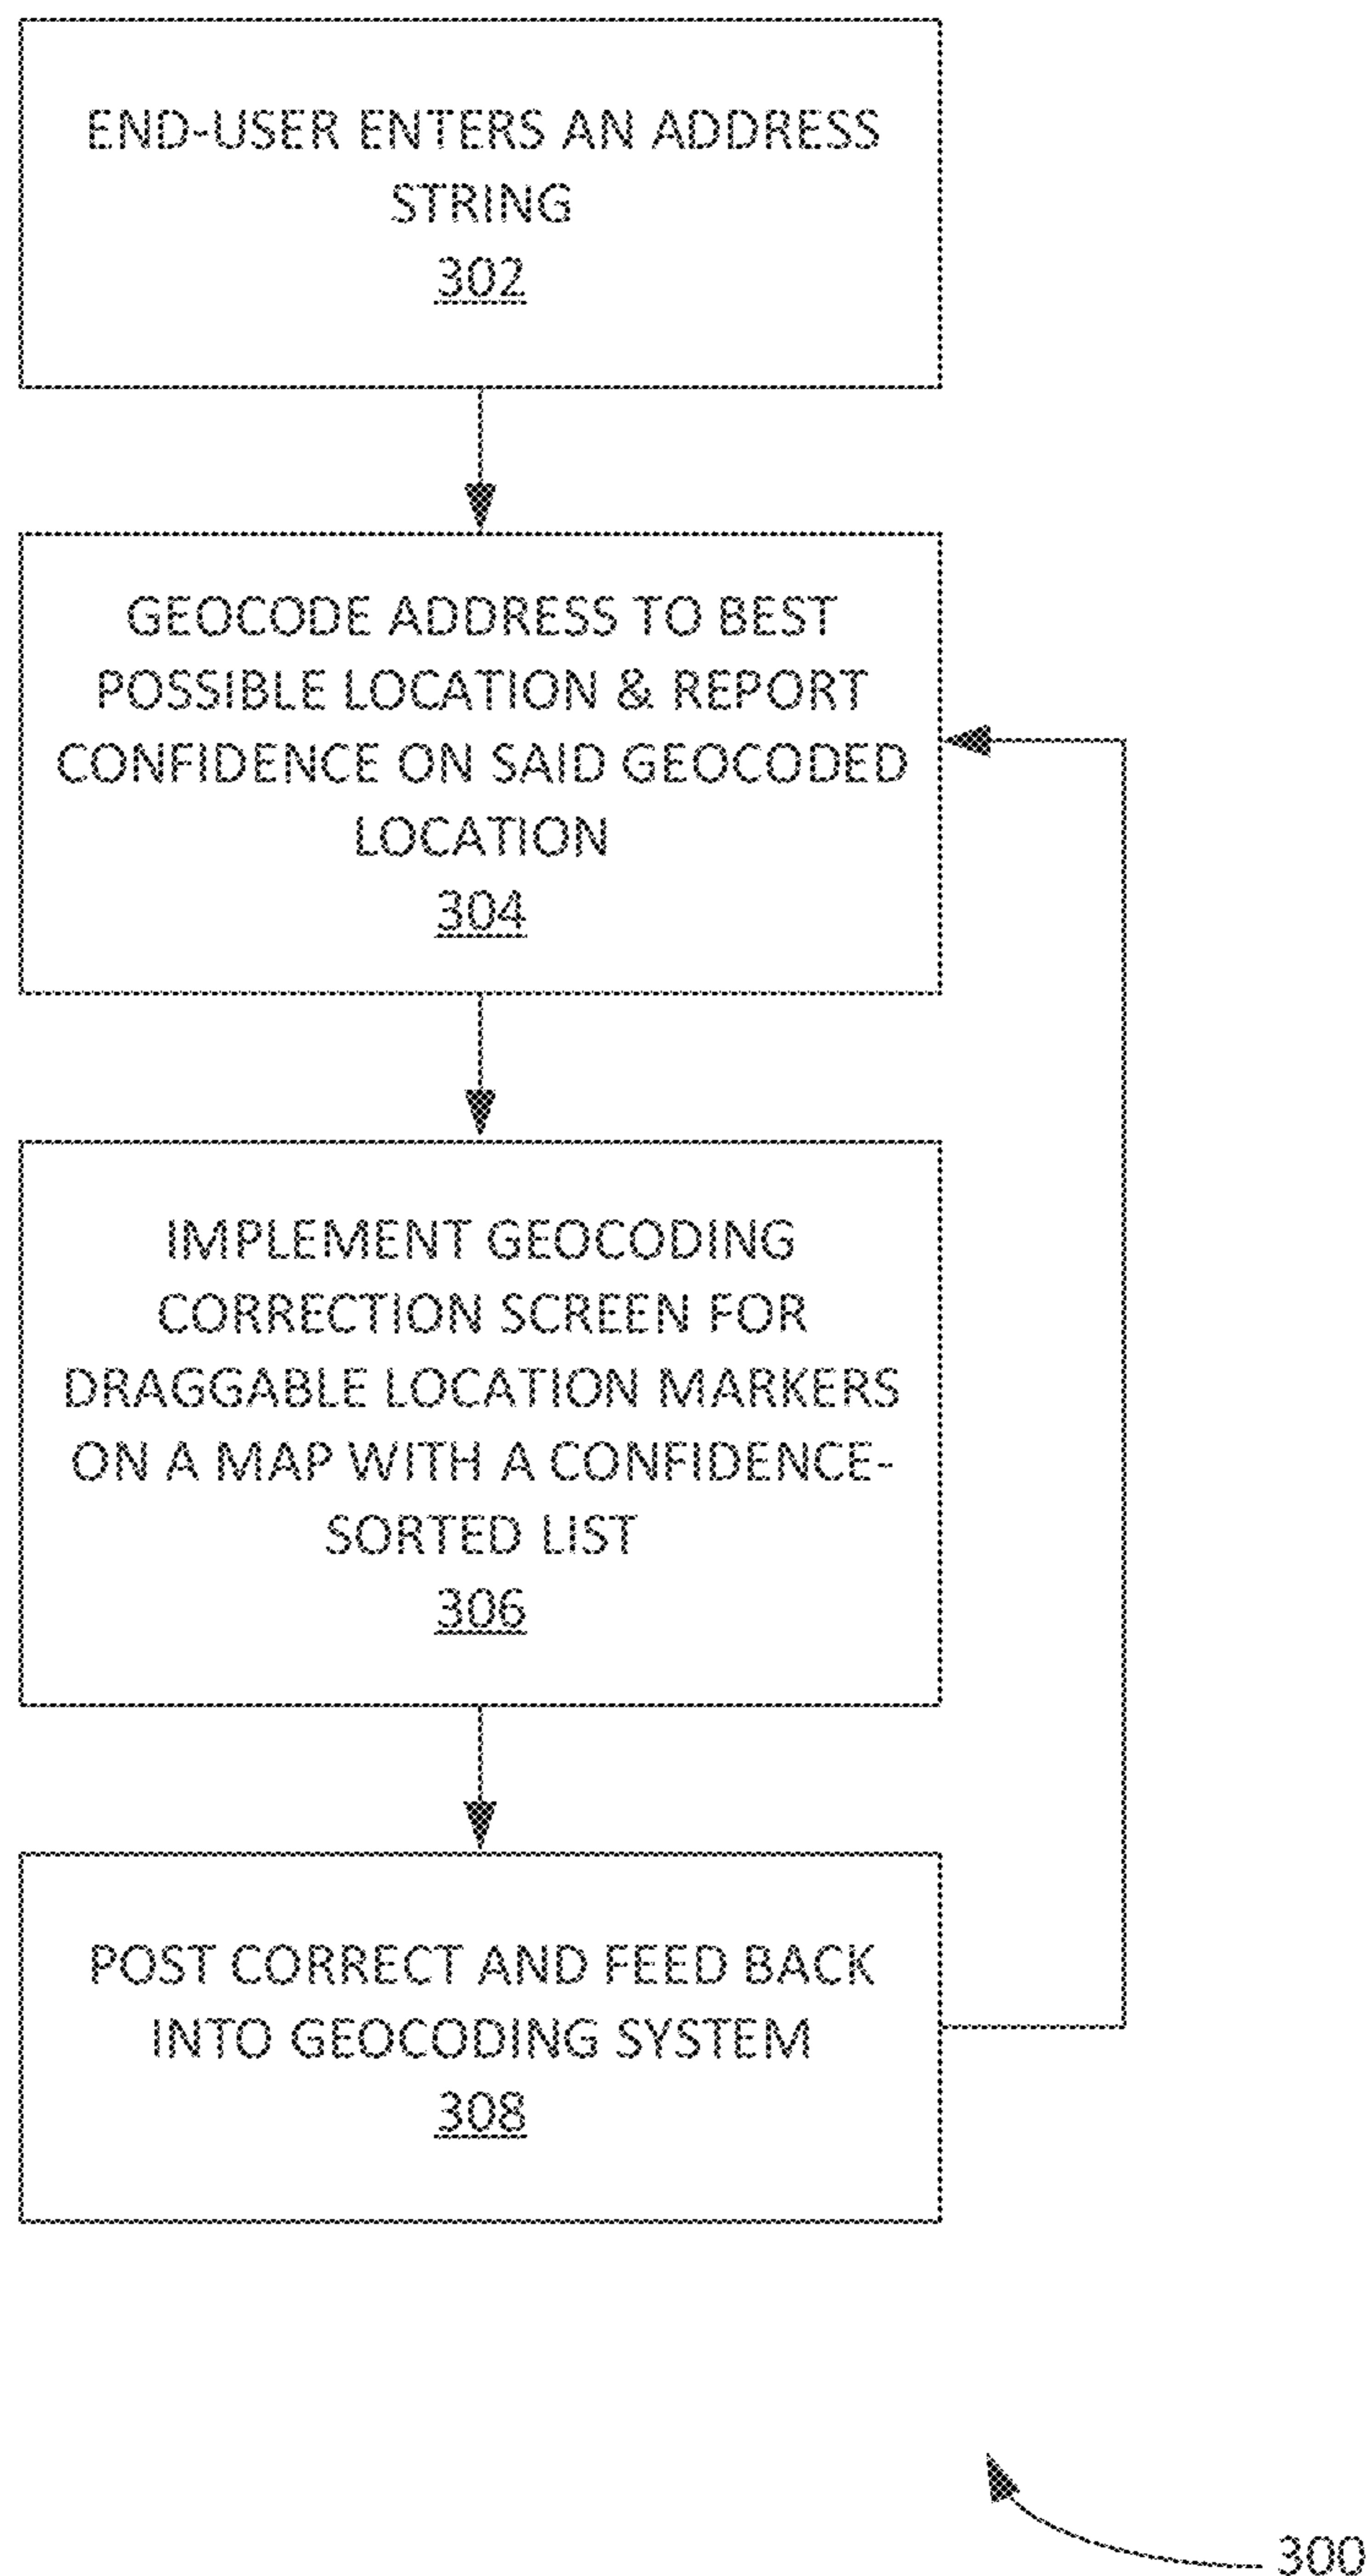 END-USER ENTERS AN ADDRESS
STRING
302
GEOCODE ADDRESS TO BEST
POSSIBLE LOCATION & REPORT
CONFIDENCE ON SAID GEOCODED
LOCATION
304
IMPLEMENT GEOCODING
CORRECTION SCREEN FOR
DRAGGABLE LOCATION MARKERS
ON A MAP WITH A CONFIDENCE-
SORTED LIST
306
POST CORRECT AND FEED BACK
INTO GEOCODING SYSTEM
308
300